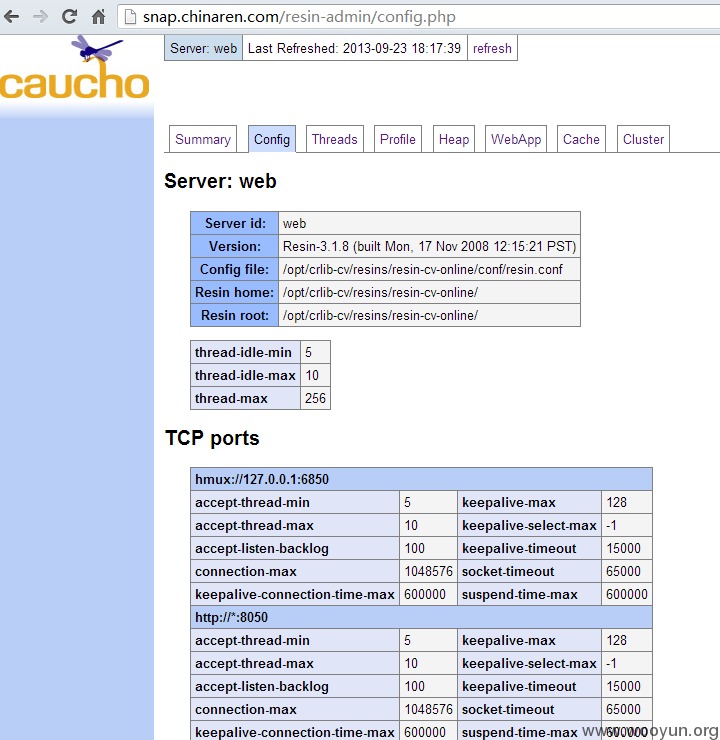 snap.chinaren.com/resin-admin/config.php
caucho
Server: web Last Refreshed: 2013-09-23 18:17:39 refresh
Summary Config Threads Profile Heap WebApp Cache Cluster
Server: web
Server id: web
Version: Resin-3.1.8 (built Mon, 17 Nov 2008 12:15:21 PST)
Config file: /opt/crlib-cv/resins/resin-cv-online/conf/resin.conf
Resin home: /opt/crlib-cv/resins/resin-cv-online/
Resin root: /opt/crlib-cv/resins/resin-cv-online/
thread-idle-min 5
thread-idle-max 10
thread-max 256
TCP ports
hmux://127.0.0.1:6850
accept-thread-min 5 keepalive-max 128
accept-thread-max 10 keepalive-select-max -1
accept-listen-backlog 100 keepalive-timeout 15000
connection-max 1048576 socket-timeout 65000
keepalive-connection-time-max 600000 suspend-time-max 600000
http://*:8050
accept-thread-min 5 keepalive-max 128
accept-thread-max 10 keepalive-select-max -1
accept-listen-backlog 100 keepalive-timeout 15000
connection-max 1048576 socket-timeout 65000
keepalive-connection-time-max 600000 suspend-time-max 600000
www.wooyun.org